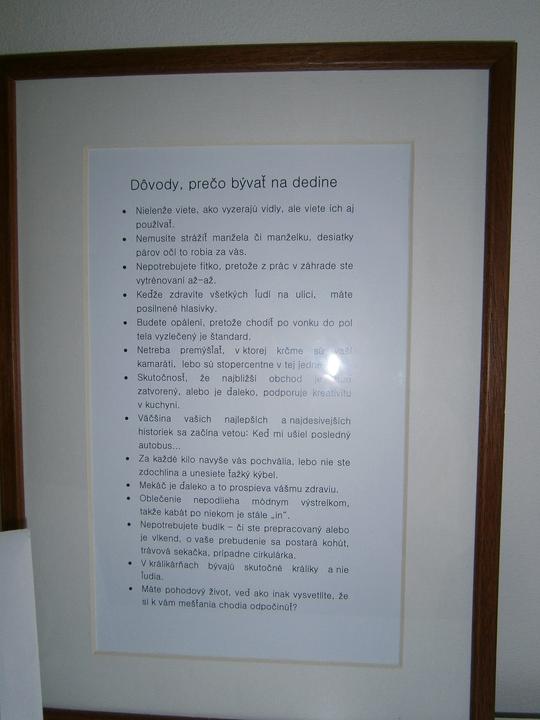 Dôvody, prečo bývať na dedine
• Nielenže viete, ako vyzerajú vidly, ale viete ich aj
používať.
• Nemusíte strážiť manžela či manželku, desiatky
párov očí to robia za vás.
• Nepotrebujete fitko, pretože z prác v záhrade ste
vytrénovaní až-až.
• Keďže zdravíte všetkých ľudí na ulici, máte
posilnené hlasivky.
• Budete opálení, pretože chodiť po vonku do pol
tela vyzlečený je štandard.
• Netreba premýšľať, v ktorej krčme sú vaši
kamaráti, lebo sú stopercentne v tej jedne
• Skutočnosť, že najbližší obchod je
zatvorený, alebo je ďaleko, podporuje kreativitu
v kuchyni.
• Väčšina vašich najlepších a najdesivejších
historiek sa začína vetou: Keď mi ušiel posledný
autobus...
• Za každé kilo navyše vás pochvália, lebo nie ste
zdochlina a unesiete ťažký kýbel.
• Mekáč je ďaleko a to prospieva vášmu zdraviu.
• Oblečenie nepodlieha módnym výstrelkom,
takže kabát po niekom je stále „in“.
• Nepotrebujete budík – či ste prepracovaný alebo
je víkend, o vaše prebudenie sa postará kohút,
trávová sekačka, prípadne cirkulárka.
• V králikárňach bývajú skutočné králiky a nie
ľudia.
• Máte pohodový život, veď ako inak vysvetlíte, že
si k vám mešťania chodia odpočinúť?